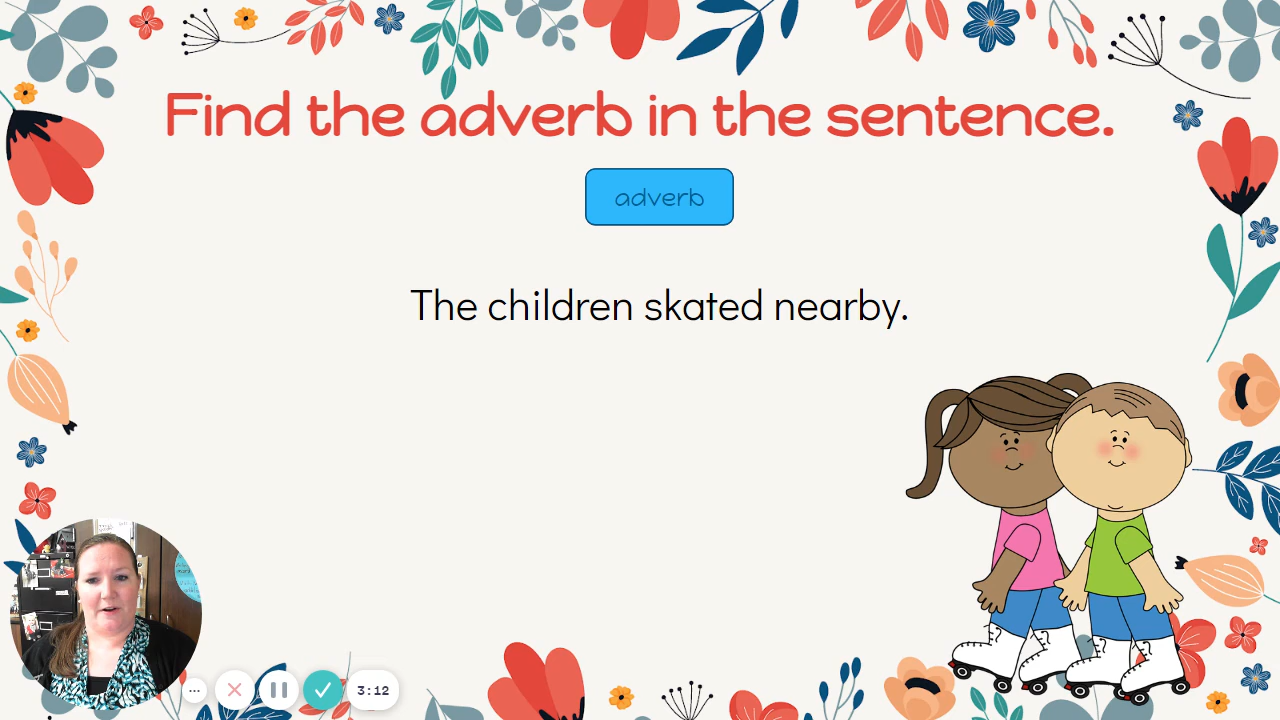 Find the adverb in the sentence.
adverb
The children skated nearby.
3:12